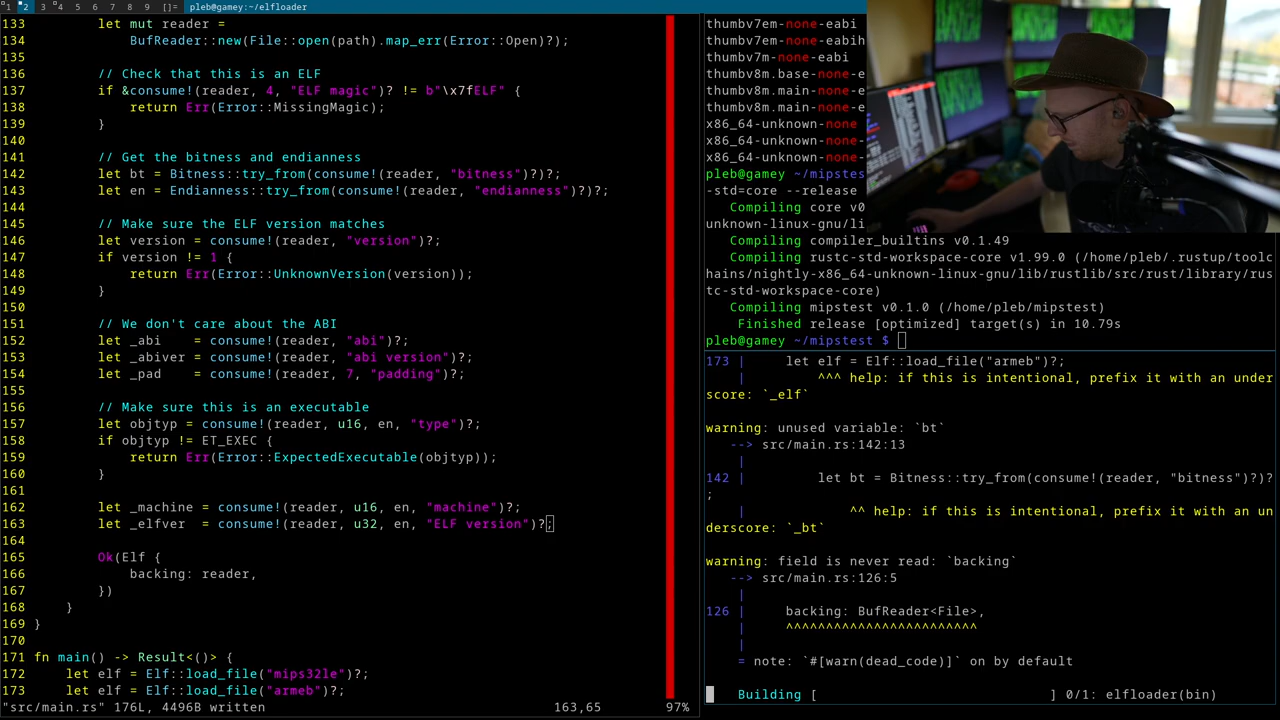 1 2 3 4 5 6 7 8 9 []= pleb@gamey:~/elfloader
133         let mut reader =
134             BufReader::new(File::open(path).map_err(Error::Open)?);
135
136         // Check that this is an ELF
137         if &consume!(reader, 4, "ELF magic")? != b"\x7fELF" {
138             return Err(Error::MissingMagic);
139         }
140
141         // Get the bitness and endianness
142         let bt = Bitness::try_from(consume!(reader, "bitness")?)?;
143         let en = Endianness::try_from(consume!(reader, "endianness")?)?;
144
145         // Make sure the ELF version matches
146         let version = consume!(reader, "version")?;
147         if version != 1 {
148             return Err(Error::UnknownVersion(version));
149         }
150
151         // We don't care about the ABI
152         let _abi    = consume!(reader, "abi")?;
153         let _abiver = consume!(reader, "abi version")?;
154         let _pad    = consume!(reader, 7, "padding")?;
155
156         // Make sure this is an executable
157         let objtyp = consume!(reader, u16, en, "type")?;
158         if objtyp != ET_EXEC {
159             return Err(Error::ExpectedExecutable(objtyp));
160         }
161
162         let _machine = consume!(reader, u16, en, "machine")?;
163         let _elfver  = consume!(reader, u32, en, "ELF version")?;
164
165         Ok(Elf {
166             backing: reader,
167         })
168     }
169 }
170
171 fn main() -> Result<()> {
172     let elf = Elf::load_file("mips32le")?;
173     let elf = Elf::load_file("armeb")?;
"src/main.rs" 176L, 4496B written 163,65 97%
thumbv7em-none-eabi
thumbv7em-none-eabih
thumbv7m-none-eabi
thumbv8m.base-none-e
thumbv8m.main-none-e
thumbv8m.main-none-e
x86_64-unknown-none
x86_64-unknown-none-
x86_64-unknown-none-
pleb@gamey ~/mipstes
-std=core --release
   Compiling core v0
unknown-linux-gnu/li
   Compiling compiler_builtins v0.1.49
   Compiling rustc-std-workspace-core v1.99.0 (/home/pleb/.rustup/toolc
hains/nightly-x86_64-unknown-linux-gnu/lib/rustlib/src/rust/library/rus
tc-std-workspace-core)
   Compiling mipstest v0.1.0 (/home/pleb/mipstest)
    Finished release [optimized] target(s) in 10.79s
pleb@gamey ~/mipstest $
173 |     let elf = Elf::load_file("armeb")?;
    |         ^^^ help: if this is intentional, prefix it with an under
score: `_elf`
warning: unused variable: `bt`
   --> src/main.rs:142:13
    |
142 |         let bt = Bitness::try_from(consume!(reader, "bitness")?)?
;
    |             ^^ help: if this is intentional, prefix it with an un
derscore: `_bt`
warning: field is never read: `backing`
   --> src/main.rs:126:5
    |
126 |     backing: BufReader<File>,
    |     ^^^^^^^^^^^^^^^^^^^^^^^^
    |
    = note: `#[warn(dead_code)]` on by default
    Building [                             ] 0/1: elfloader(bin)